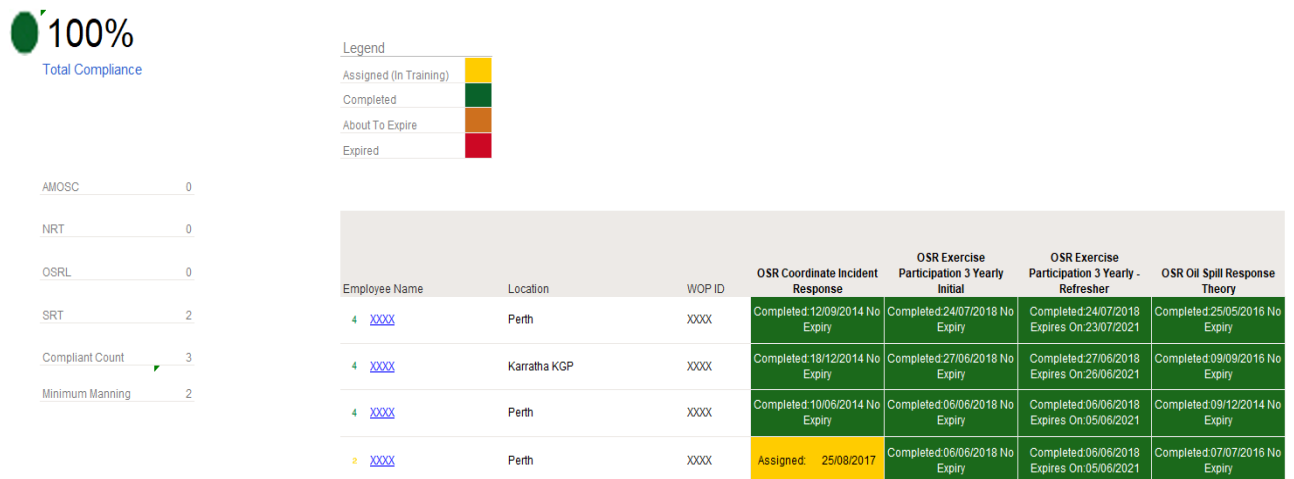 100%
Total Compliance
Legend
Assigned (In Training)
Completed
About To Expire
Expired
AMOSC 0
NRT 0
OSRL 0
SRT 2
Compliant Count 3
Minimum Manning 2
Employee Name Location WOP ID OSR Coordinate Incident Response OSR Exercise Participation 3 Yearly Initial OSR Exercise Participation 3 Yearly - Refresher OSR Oil Spill Response Theory
4 XXXX Perth XXXX Completed:12/09/2014 No Expiry Completed:24/07/2018 No Expiry Completed:24/07/2018 Expires On:23/07/2021 Completed:25/05/2016 No Expiry
4 XXXX Karratha KGP XXXX Completed:18/12/2014 No Expiry Completed:27/06/2018 No Expiry Completed:27/06/2018 Expires On:26/06/2021 Completed:09/09/2016 No Expiry
4 XXXX Perth XXXX Completed:10/06/2014 No Expiry Completed:06/06/2018 No Expiry Completed:06/06/2018 Expires On:05/06/2021 Completed:09/12/2014 No Expiry
2 XXXX Perth XXXX Assigned: 25/08/2017 Completed:06/06/2018 No Expiry Completed:06/06/2018 Expires On:05/06/2021 Completed:07/07/2016 No Expiry